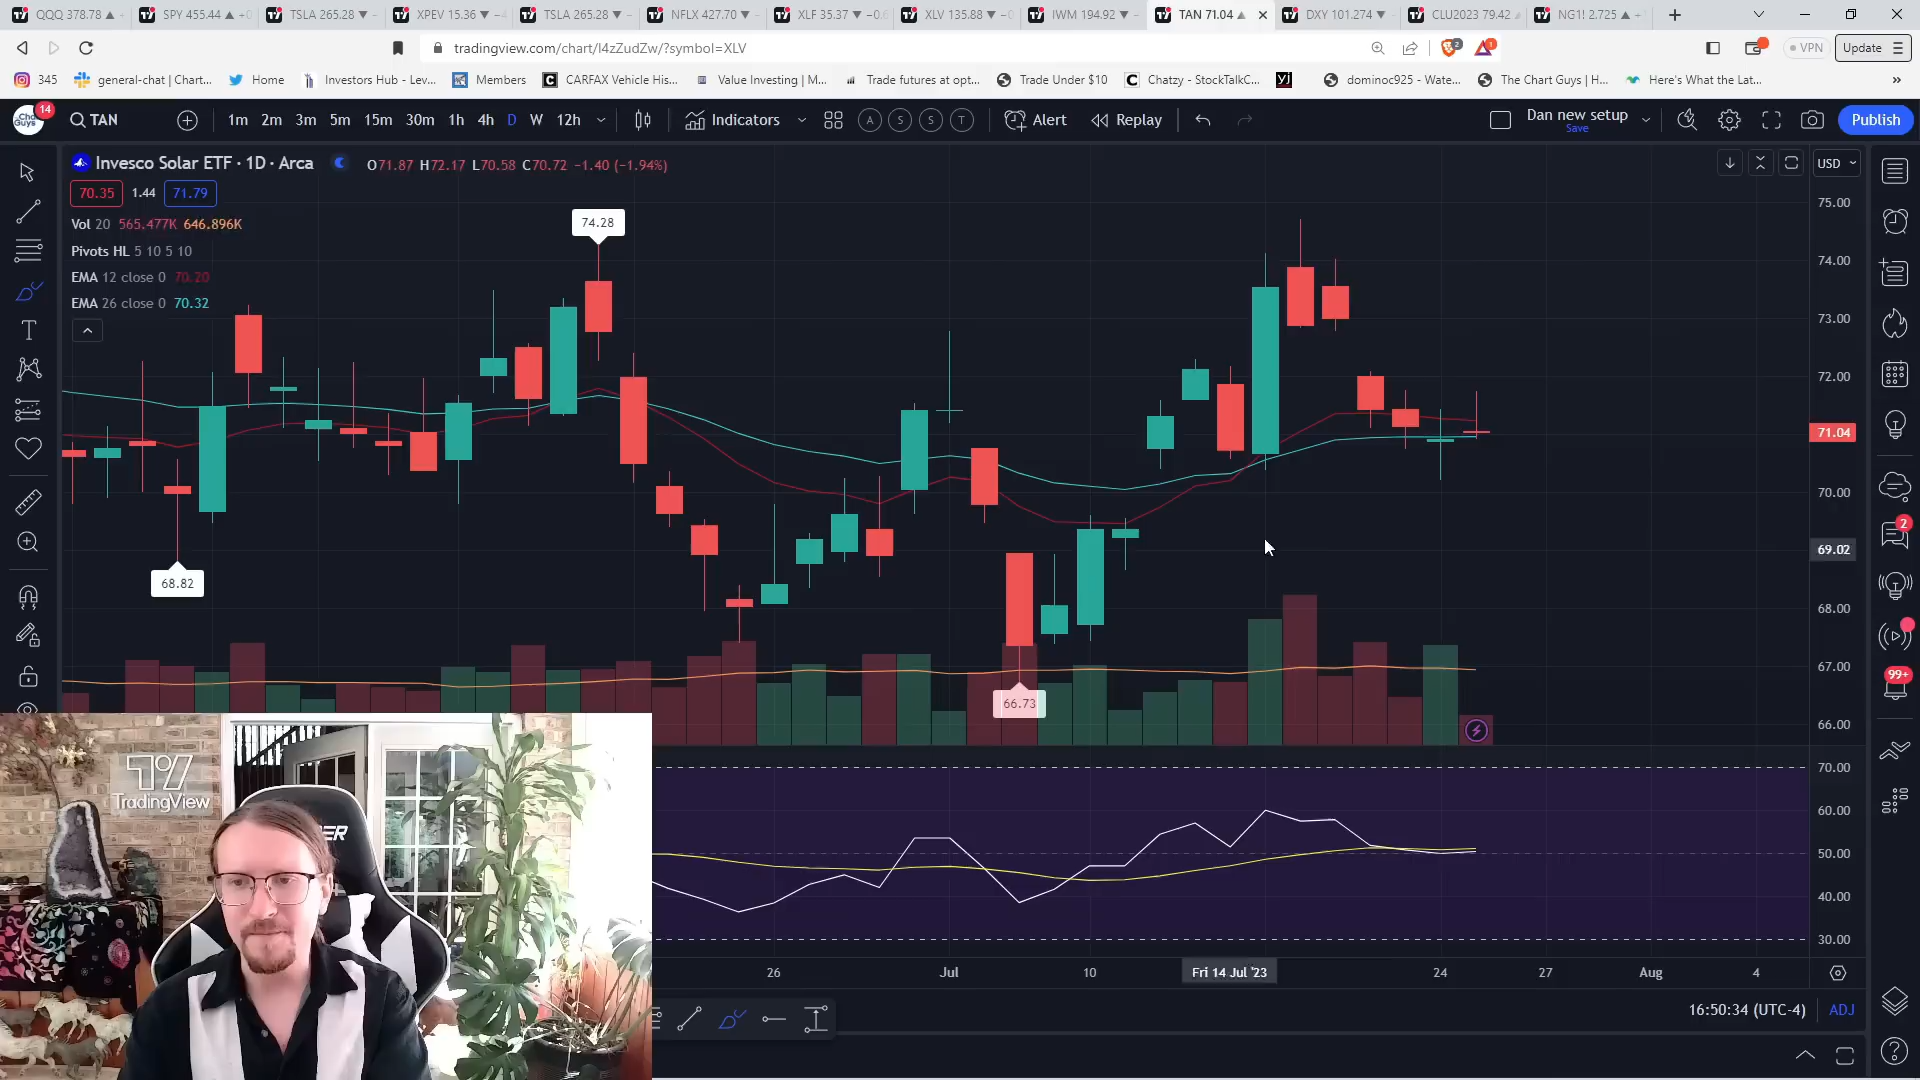 QQQ 378.78 ▲ +
SPY 455.44 ▲ +
TSLA 265.28 ▼ −
XPEV 15.36 ▼ −
TSLA 265.28 ▼ −
NFLX 427.70 ▼
XLF 35.37 ▼ −0.
XLV 135.88 ▼ −
IWM 194.92 ▼ −
TAN 71.04 ▲
DXY 101.274 ▼
CLU2023 79.42
NG1! 2.725 ▲ +
tradingview.com/chart/I4zZudZw/?symbol=XLV
2
1
VPN
Update
345
general-chat | Chart...
Home
Investors Hub - Lev...
Members
CARFAX Vehicle His...
Value Investing | M...
Trade futures at opt...
Trade Under $10
Chatzy - StockTalkC...
dominoc925 - Wate...
The Chart Guys | H...
Here's What the Lat...
»
14
TAN
1m 2m 3m 5m 15m 30m 1h 4h D W 12h
Indicators
A S S T
Alert
Replay
Dan new setup
Save
Publish
Invesco Solar ETF · 1D · Arca
O71.87 H72.17 L70.58 C70.72 −1.40 (−1.94%)
USD
70.35 1.44 71.79
Vol 20 565.477K 646.896K
Pivots HL 5 10 5 10
EMA 12 close 0 70.20
EMA 26 close 0 70.32
74.28
68.82
66.73
75.00
74.00
73.00
72.00
71.04
70.00
69.02
68.00
67.00
66.00
70.00
60.00
50.00
40.00
30.00
2
99+
TradingView
26
Jul
10
Fri 14 Jul '23
24
27
Aug
4
16:50:34 (UTC-4)
ADJ